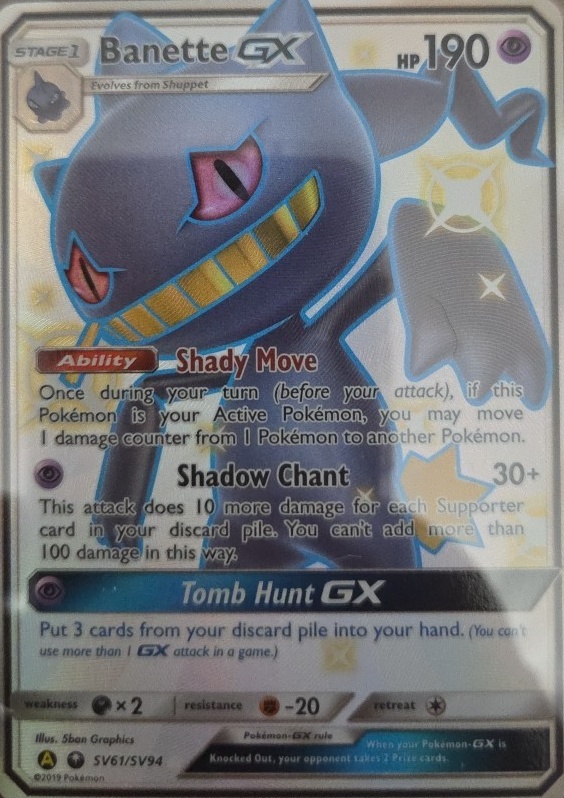 STAGE 1 Banette GX HP 190
Evolves from Shuppet
Ability Shady Move
Once during your turn (before your attack), if this
Pokémon is your Active Pokémon, you may move
1 damage counter from 1 Pokémon to another Pokémon.
Shadow Chant 30+
This attack does 10 more damage for each Supporter
card in your discard pile. You can't add more than
100 damage in this way.
Tomb Hunt GX
Put 3 cards from your discard pile into your hand. (You can't
use more than 1 GX attack in a game.)
weakness ×2 resistance -20 retreat
Illus. 5ban Graphics
Pokémon-GX rule
When your Pokémon-GX is
Knocked Out, your opponent takes 2 Prize cards.
A SV61/SV94
©2019 Pokémon